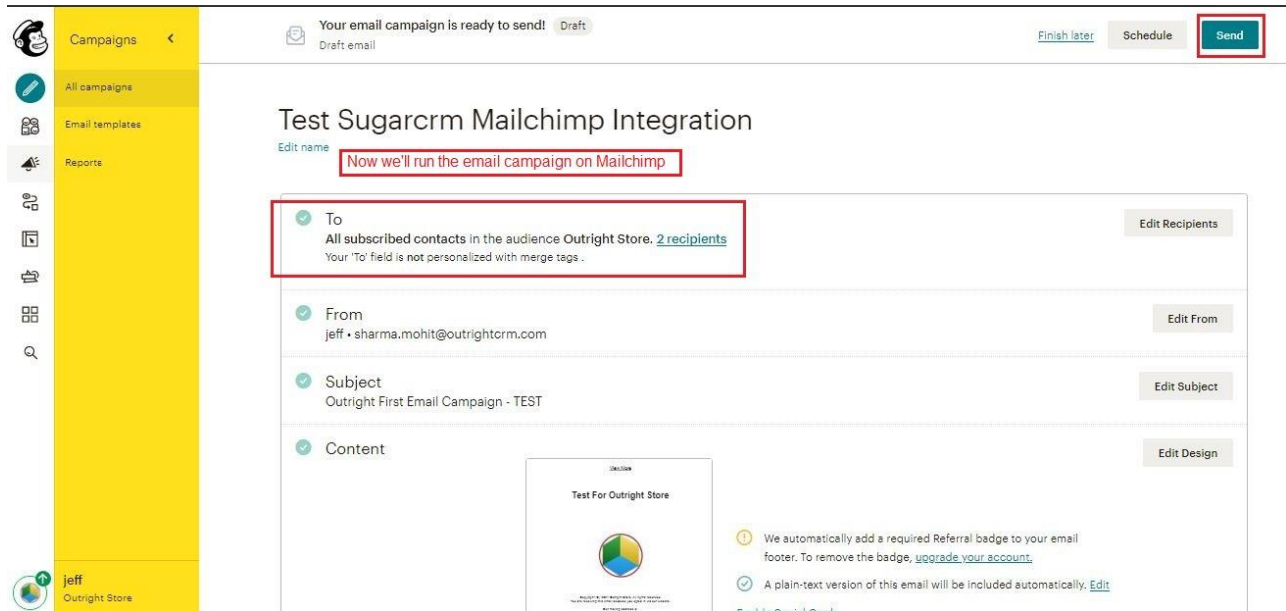 Campaigns
All campaigns
Email templates
Reports
jeff
Outright Store
Your email campaign is ready to send! Draft
Draft email
Finish later
Schedule
Send
Test Sugarcrm Mailchimp Integration
Edit name
Now we'll run the email campaign on Mailchimp
To
All subscribed contacts in the audience Outright Store. 2 recipients
Your 'To' field is not personalized with merge tags .
Edit Recipients
From
jeff • sharma.mohit@outrightcrm.com
Edit From
Subject
Outright First Email Campaign - TEST
Edit Subject
Content
Edit Design
Test For Outright Store
We automatically add a required Referral badge to your email
footer. To remove the badge, upgrade your account.
A plain-text version of this email will be included automatically. Edit